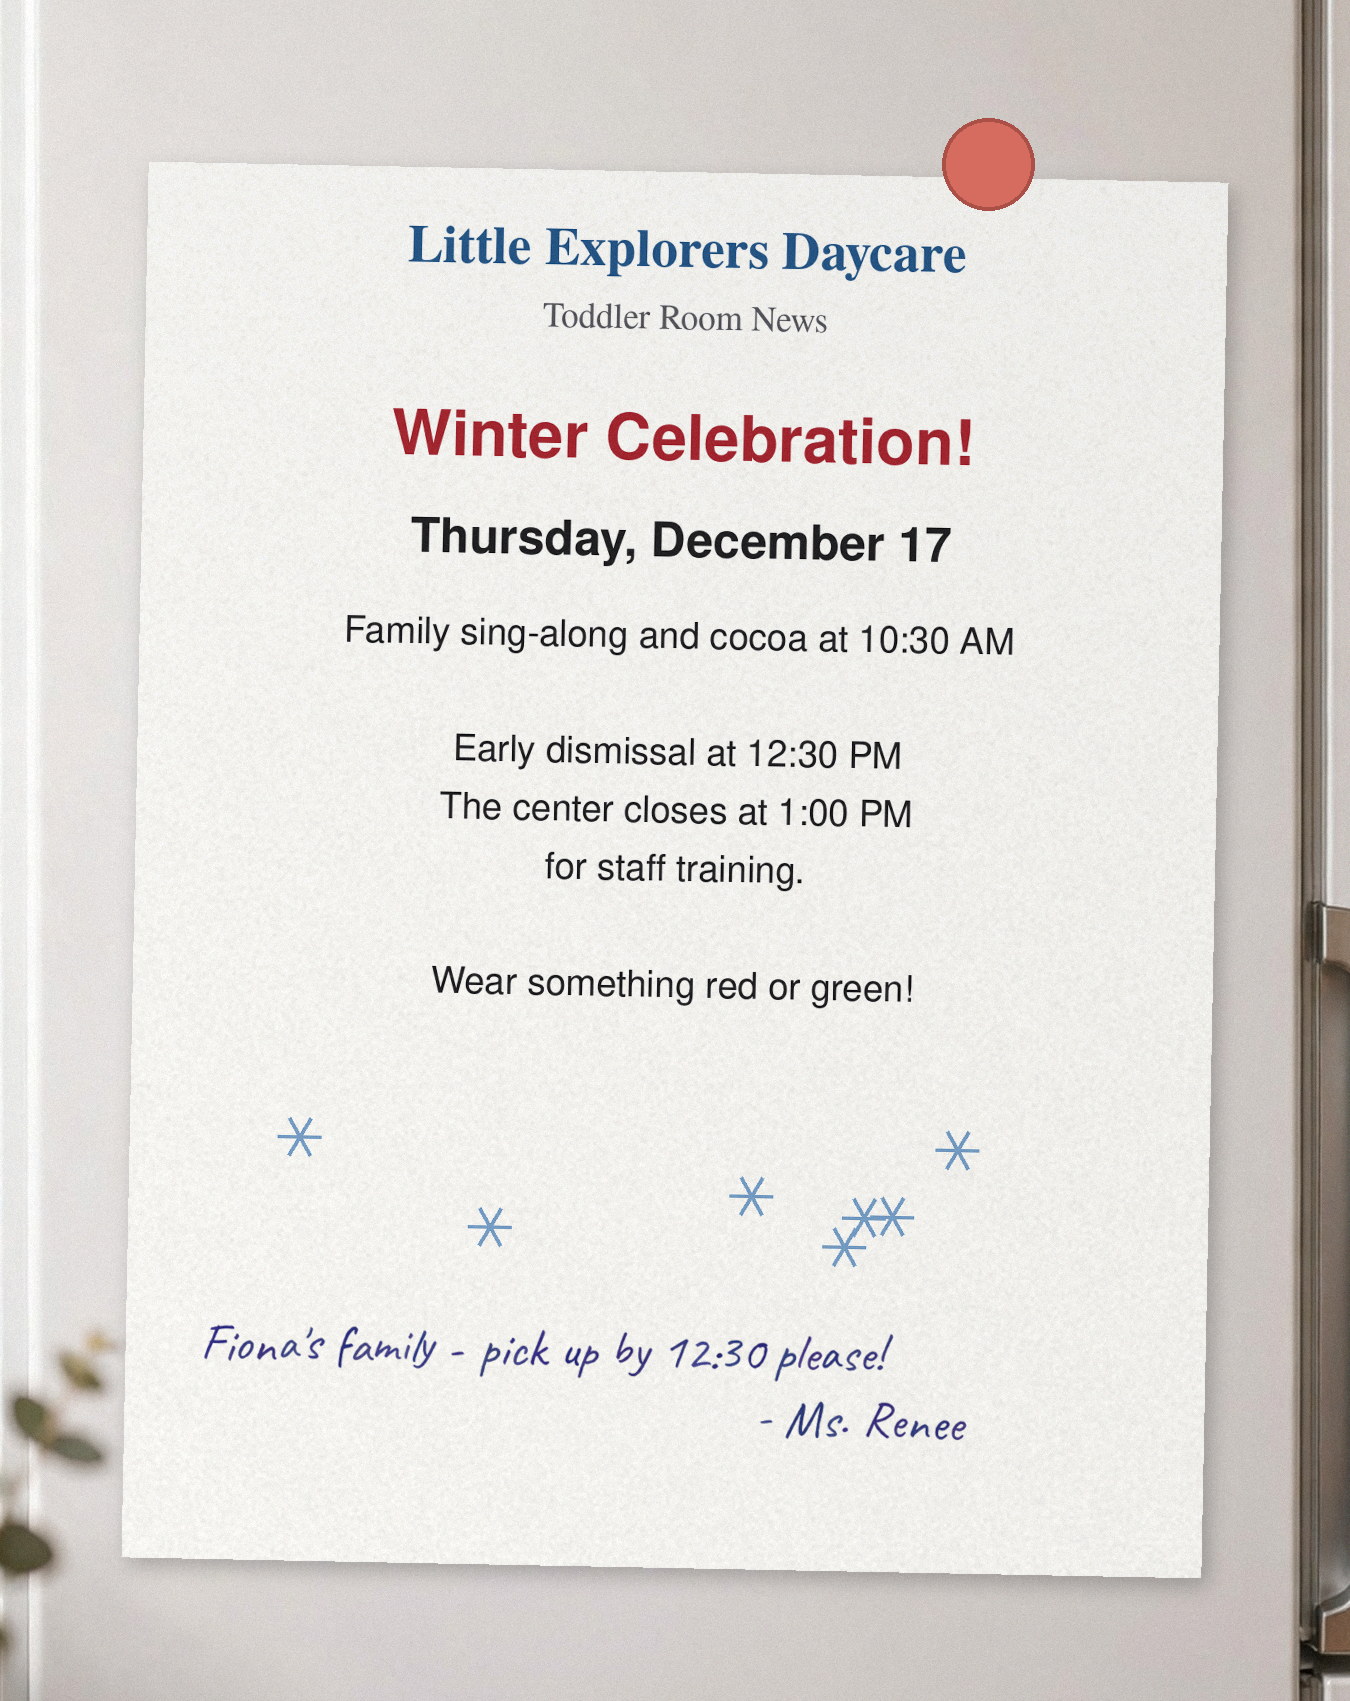 Little Explorers Daycare
Toddler Room News
Winter Celebration!
Thursday, December 17
Family sing-along and cocoa at 10:30 AM
Early dismissal at 12:30 PM
The center closes at 1:00 PM
for staff training.
Wear something red or green!
Fiona's family - pick up by 12:30 please!
- Ms. Renee